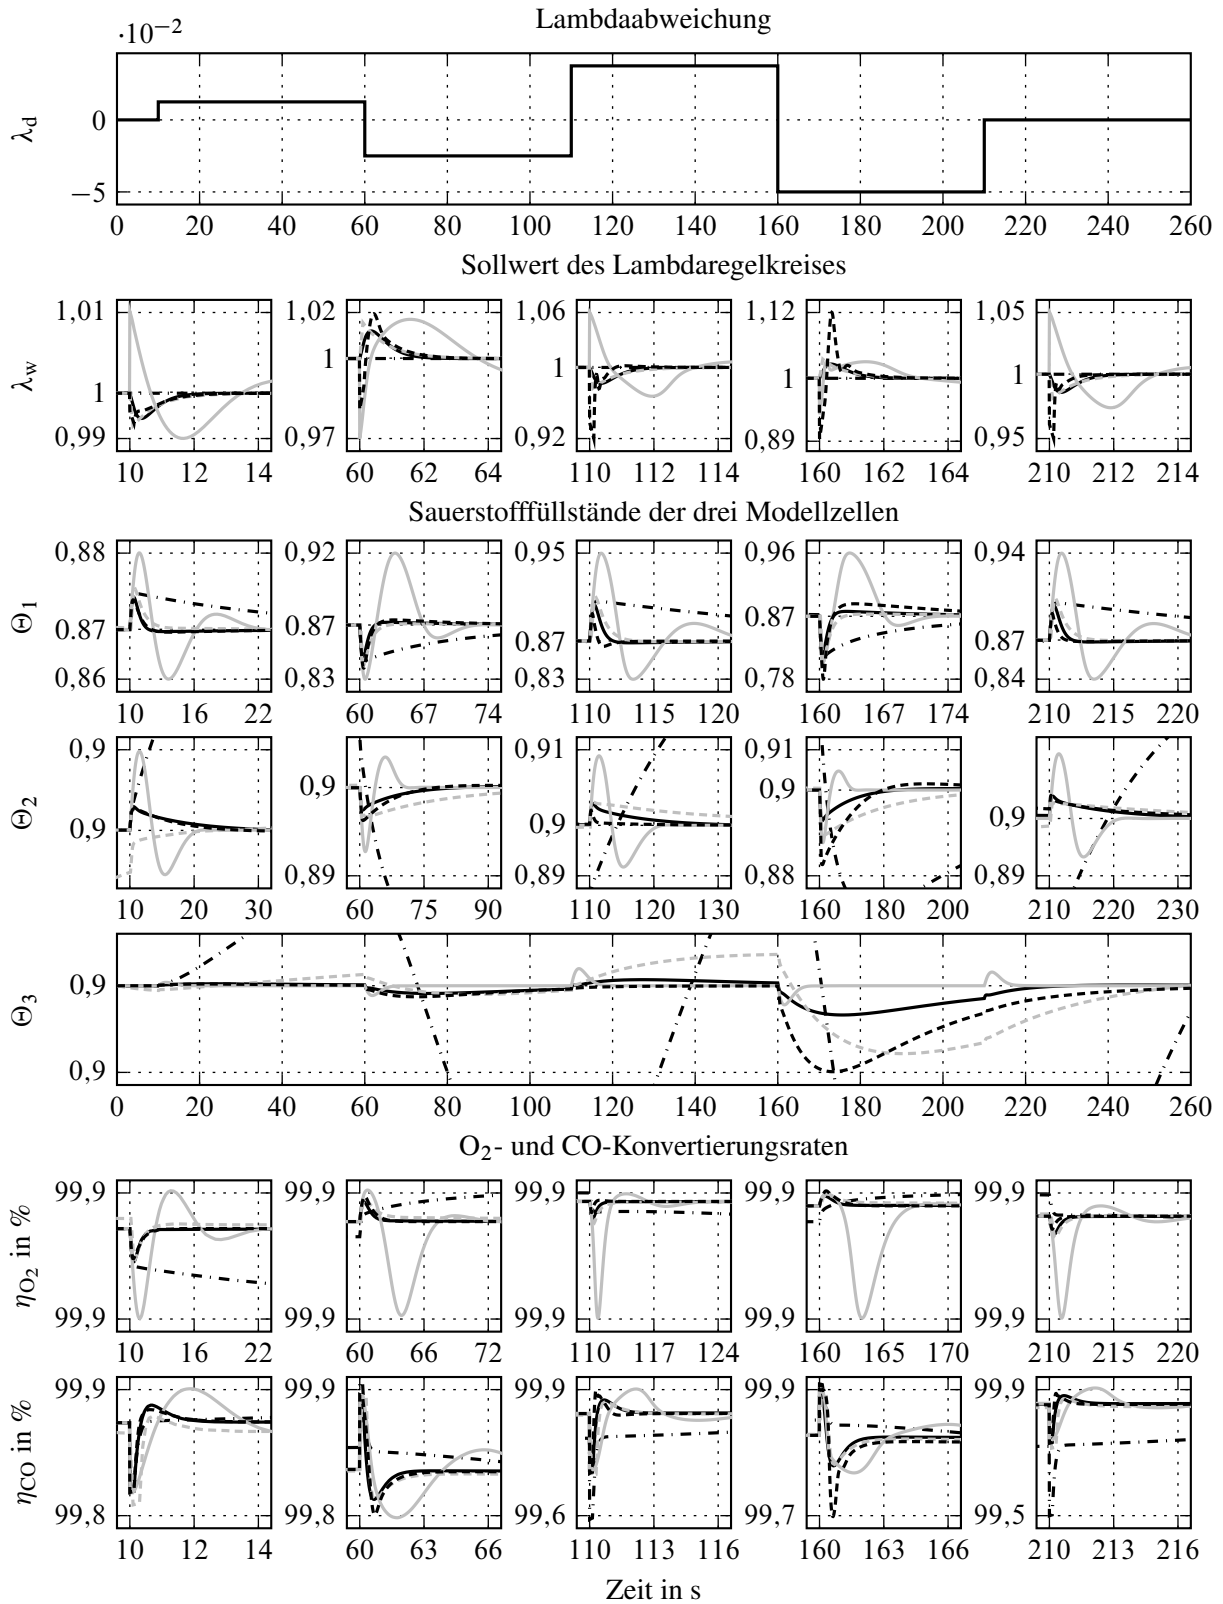 Lambdaabweichung
·10−2
0
−5
λd
0 20 40 60 80 100 120 140 160 180 200 220 240 260
Sollwert des Lambdaregelkreises
λw
1,01 1 0,99
10 12 14
1,02 1 0,97
60 62 64
1,06 1 0,92
110 112 114
1,12 1 0,89
160 162 164
1,05 1 0,95
210 212 214
Sauerstofffüllstände der drei Modellzellen
Θ1
0,88 0,87 0,86
10 16 22
0,92 0,87 0,83
60 67 74
0,95 0,87 0,83
110 115 120
0,96 0,87 0,78
160 167 174
0,94 0,87 0,84
210 215 220
Θ2
0,9 0,9
10 20 30
0,9 0,89
60 75 93
0,91 0,9 0,89
110 120 130
0,91 0,9 0,88
160 180 200
0,9 0,89
210 220 230
Θ3
0,9
0,9
0 20 40 60 80 100 120 140 160 180 200 220 240 260
O2- und CO-Konvertierungsraten
ηO2 in %
99,9 99,9
10 16 22
99,9 99,9
60 66 72
99,9 99,9
110 117 124
99,9 99,9
160 165 170
99,9 99,9
210 216 220
ηCO in %
99,9 99,8
10 12 14
99,9 99,8
60 63 66
99,9 99,6
110 113 116
99,9 99,7
160 163 166
99,9 99,5
210 213 216
Zeit in s